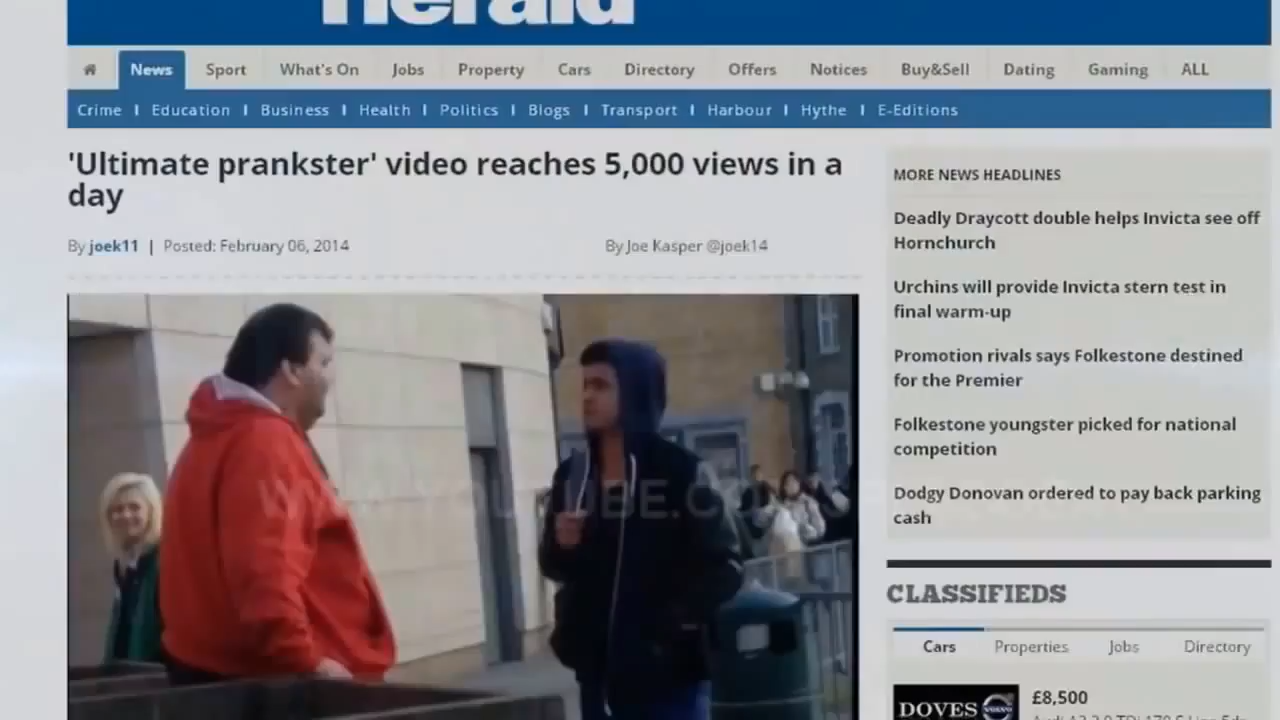 Herald
News Sport What's On Jobs Property Cars Directory Offers Notices Buy&Sell Dating Gaming ALL
Crime I Education I Business I Health I Politics I Blogs I Transport I Harbour I Hythe I E-Editions
'Ultimate prankster' video reaches 5,000 views in a
day
By joek11 | Posted: February 06, 2014 By Joe Kasper @joek14
MORE NEWS HEADLINES
Deadly Draycott double helps Invicta see off
Hornchurch
Urchins will provide Invicta stern test in
final warm-up
Promotion rivals says Folkestone destined
for the Premier
Folkestone youngster picked for national
competition
Dodgy Donovan ordered to pay back parking
cash
CLASSIFIEDS
Cars Properties Jobs Directory
DOVES VOLVO
£8,500